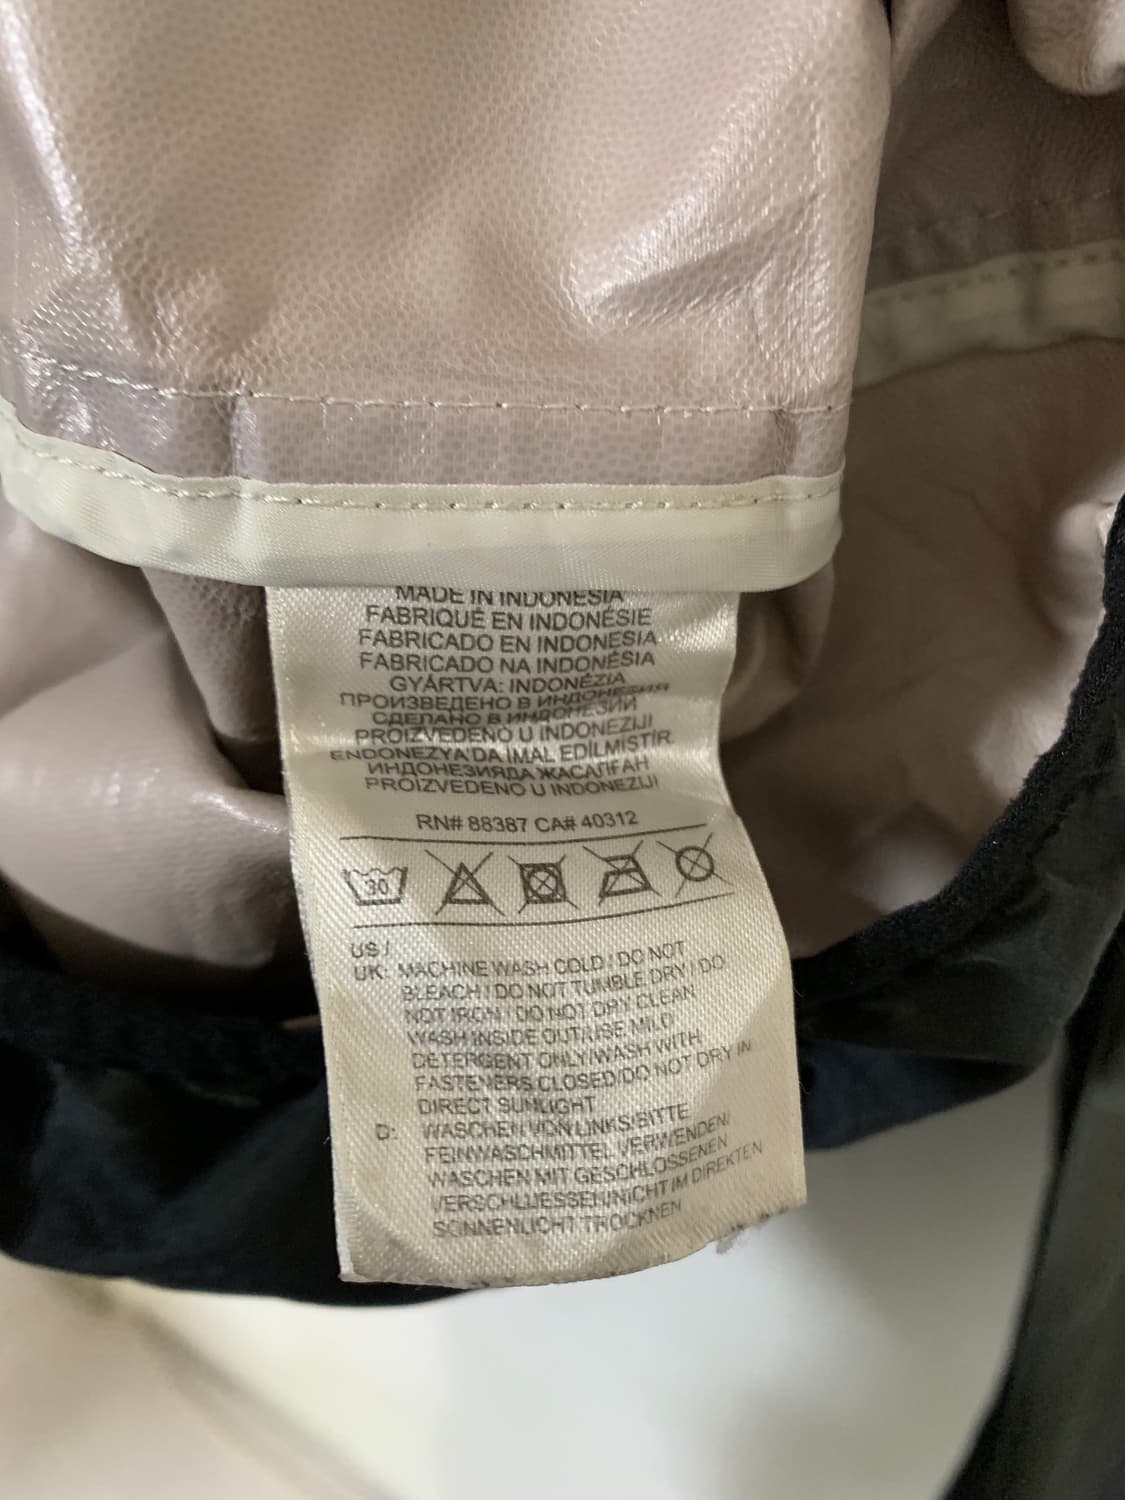 MADE IN INDONESIA
FABRIQUÉ EN INDONÉSIE
FABRICADO EN INDONESIA
FABRICADO NA INDONÉSIA
GYÁRTVA: INDONÉZIA
ПРОИЗВЕДЕНО В ИНДОНЕЗИЯ
СДЕЛАНО В ИНДОНЕЗИИ
PROIZVEDENO U INDONEZIJI
ENDONEZYA'DA İMAL EDİLMİŞTİR.
ИНДОНЕЗИЯДА ЖАСАЛҒАН
PROIZVEDENO U INDONEZIJI
RN# 88387 CA# 40312
30
US /
UK: MACHINE WASH COLD / DO NOT
BLEACH / DO NOT TUMBLE DRY / DO
NOT IRON / DO NOT DRY CLEAN
WASH INSIDE OUT/USE MILD
DETERGENT ONLY/WASH WITH
FASTENERS CLOSED/DO NOT DRY IN
DIRECT SUNLIGHT
D: WASCHEN VON LINKS/BITTE
FEINWASCHMITTEL VERWENDEN/
WASCHEN MIT GESCHLOSSENEN
VERSCHLUESSEN/NICHT IM DIREKTEN
SONNENLICHT TROCKNEN